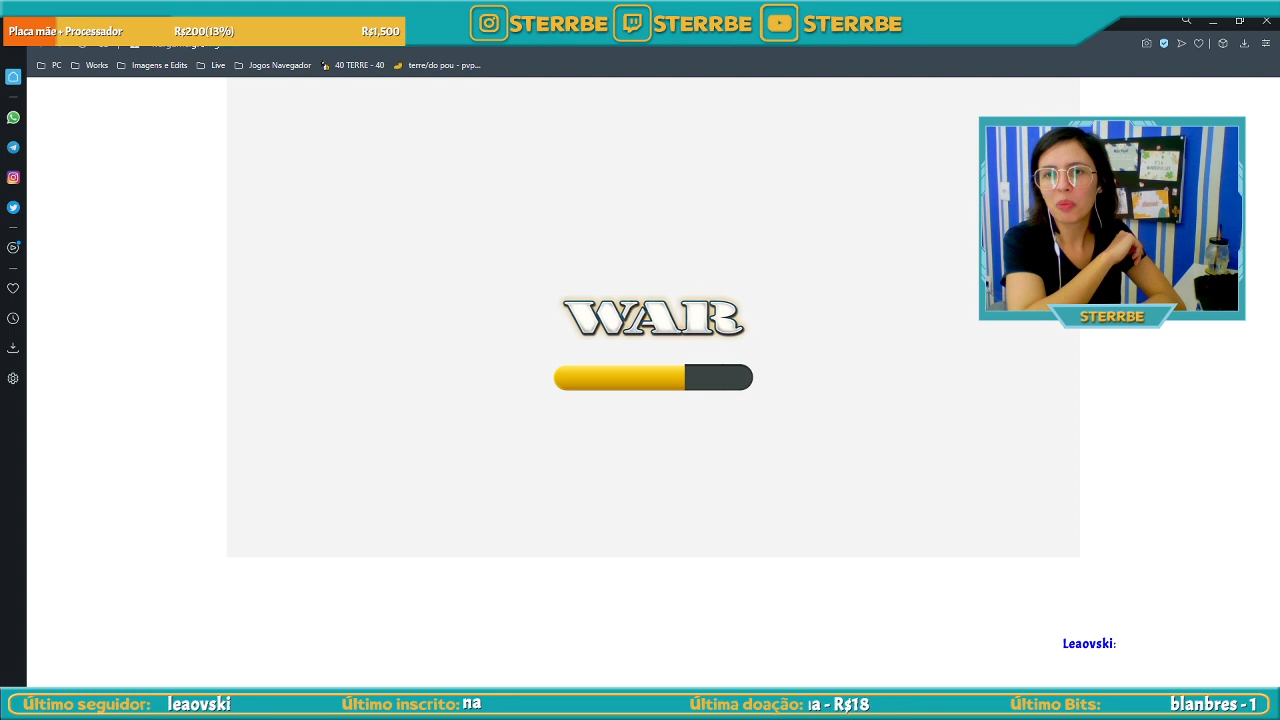 STERRBE STERRBE STERRBE
Placa mãe + Processador R$200(13%) R$1,500
PC Works Imagens e Edits Live Jogos Navegador 40 TERRE - 40 terre/do pou - pvp...
WAR
STERRBE
Leaovski:
Último seguidor: leaovski Último inscrito: na Última doação: a - R$18 Último Bits: blanbres - 1